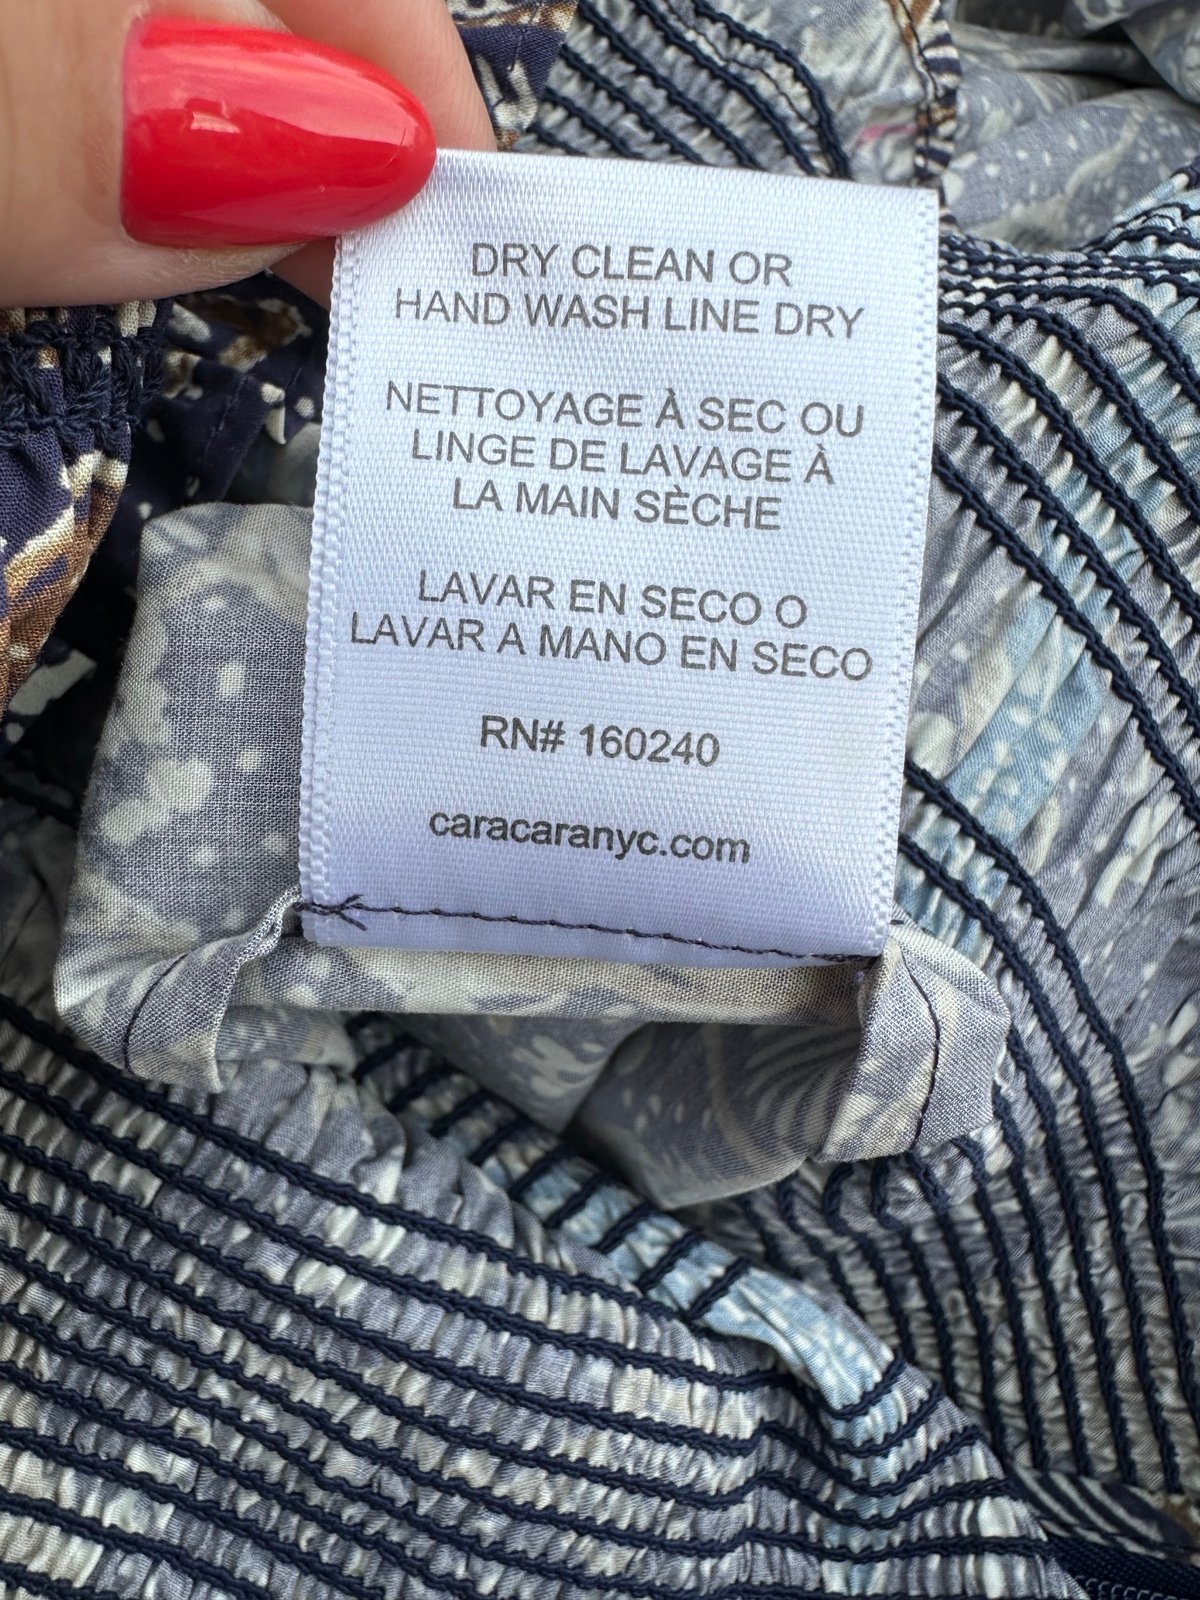 DRY CLEAN OR
HAND WASH LINE DRY
NETTOYAGE À SEC OU
LINGE DE LAVAGE À
LA MAIN SÈCHE
LAVAR EN SECO O
LAVAR A MANO EN SECO
RN# 160240
caracaranyc.com